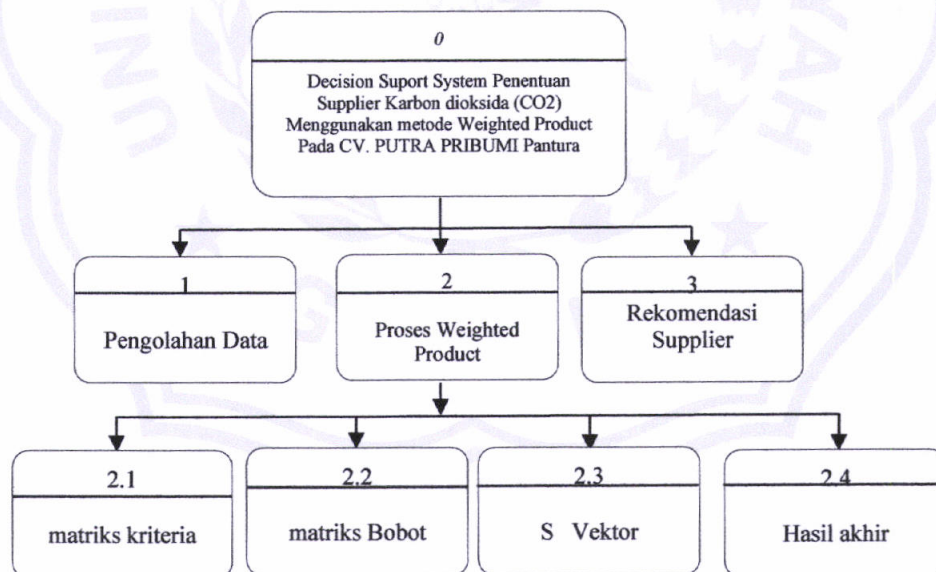 0
Decision Suport System Penentuan
Supplier Karbon dioksida (CO2)
Menggunakan metode Weighted Product
Pada CV. PUTRA PRIBUMI Pantura
1
Pengolahan Data
2
Proses Weighted
Product
3
Rekomendasi
Supplier
2.1
matriks kriteria
2.2
matriks Bobot
2.3
S Vektor
2.4
Hasil akhir